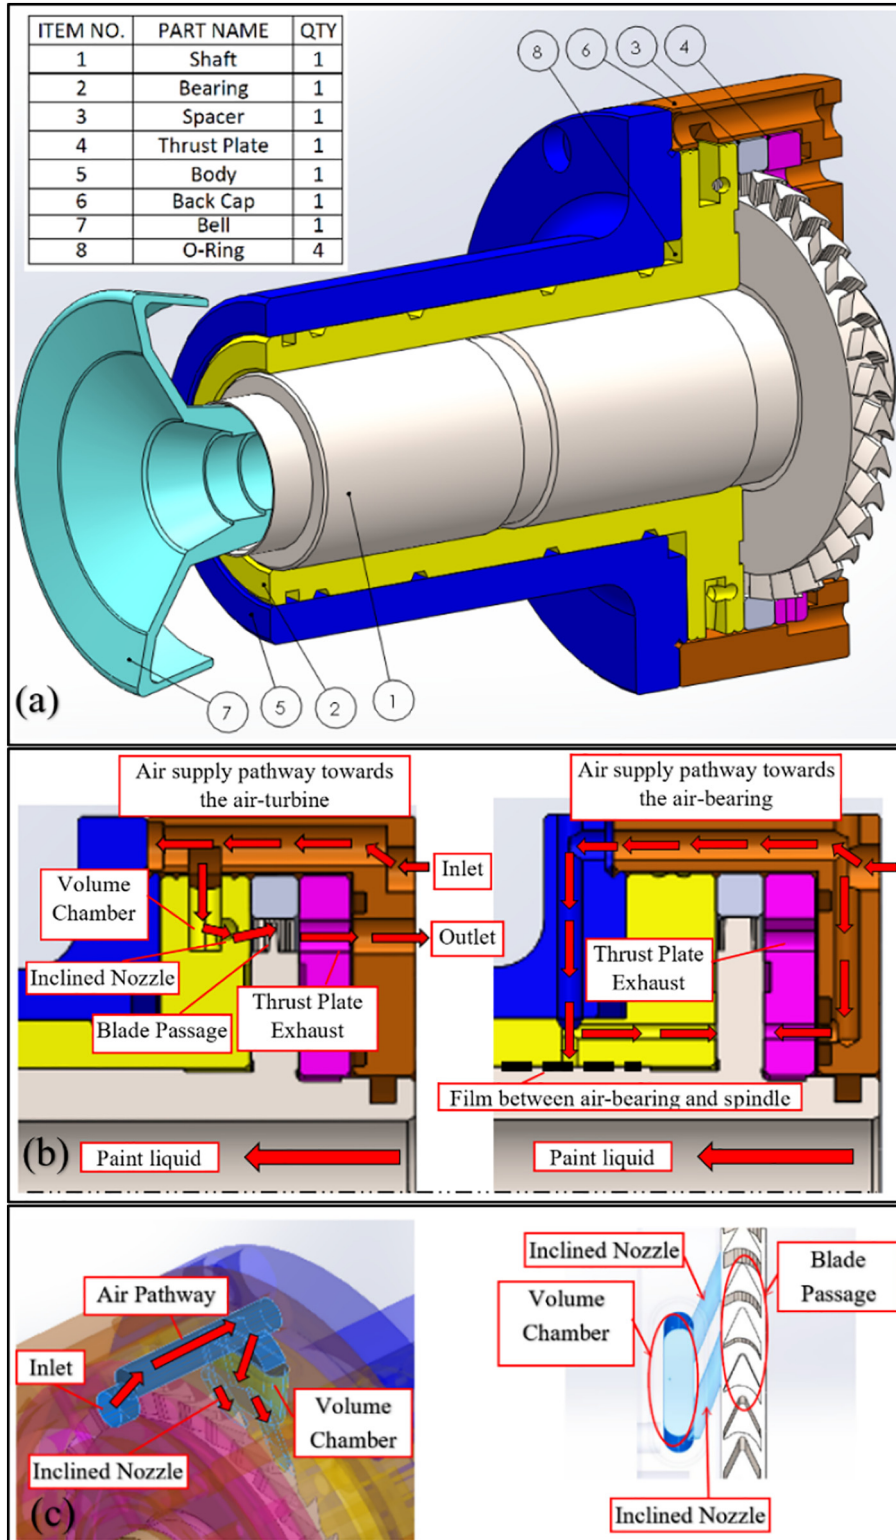 ITEM NO. PART NAME QTY
1 Shaft 1
2 Bearing 1
3 Spacer 1
4 Thrust Plate 1
5 Body 1
6 Back Cap 1
7 Bell 1
8 O-Ring 4
8 6 3 4
7 5 2 1
(a)
Air supply pathway towards
the air-turbine
Inlet
Volume
Chamber
Outlet
Inclined Nozzle
Blade Passage
Thrust Plate
Exhaust
Paint liquid
(b)
Air supply pathway towards
the air-bearing
Thrust Plate
Exhaust
Film between air-bearing and spindle
Paint liquid
Air Pathway
Inlet
Volume
Chamber
Inclined Nozzle
(c)
Inclined Nozzle
Volume
Chamber
Blade
Passage
Inclined Nozzle